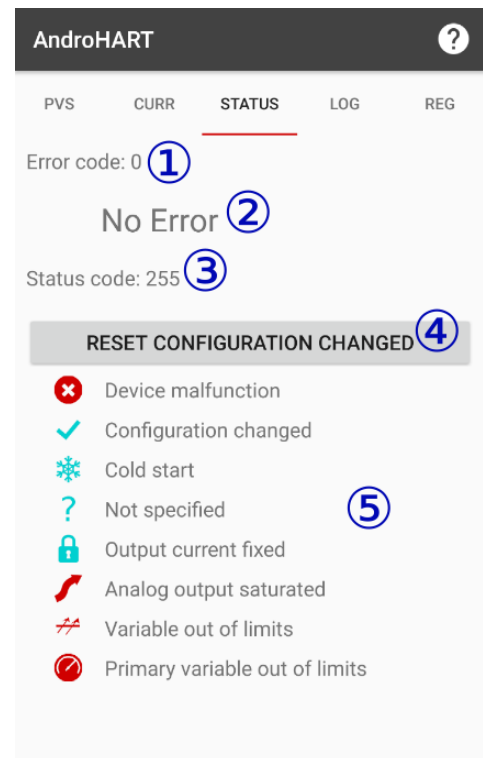 AndroHART ?
PVS CURR STATUS LOG REG
Error code: 0 ①
No Error ②
Status code: 255 ③
RESET CONFIGURATION CHANGED ④
Device malfunction
Configuration changed
Cold start
? Not specified ⑤
Output current fixed
Analog output saturated
Variable out of limits
Primary variable out of limits